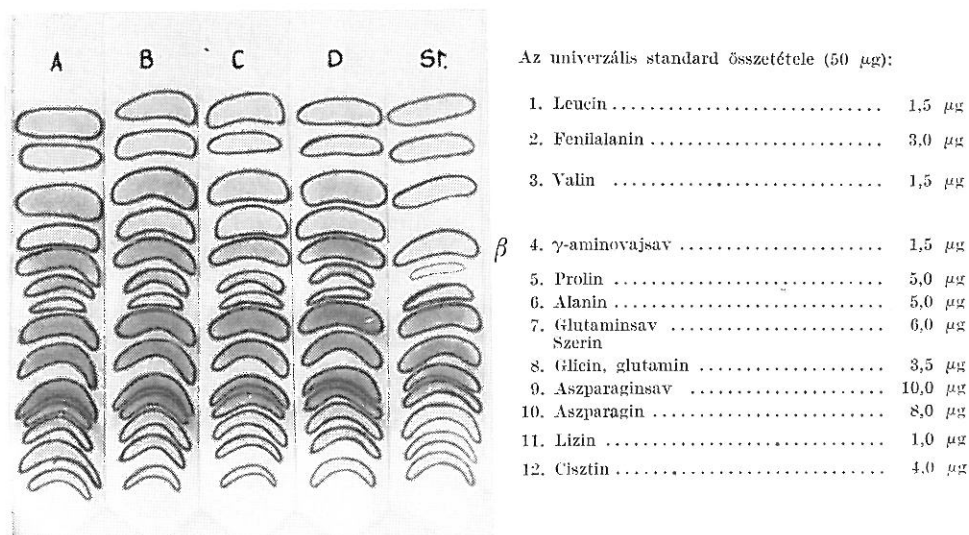 A B C D St.
Az univerzális standard összetétele (50 μg):
1. Leucin .............................. 1,5 μg
2. Fenilalanin .......................... 3,0 μg
3. Valin .............................. 1,5 μg
β 4. γ-aminovajsav ....................... 1,5 μg
5. Prolin .............................. 5,0 μg
6. Alanin .............................. 5,0 μg
7. Glutaminsav ........................ 6,0 μg
Szerin
8. Glicin, glutamin ..................... 3,5 μg
9. Aszparaginsav ....................... 10,0 μg
10. Aszparagin .......................... 8,0 μg
11. Lizin .............................. 1,0 μg
12. Cisztin ............................. 4,0 μg